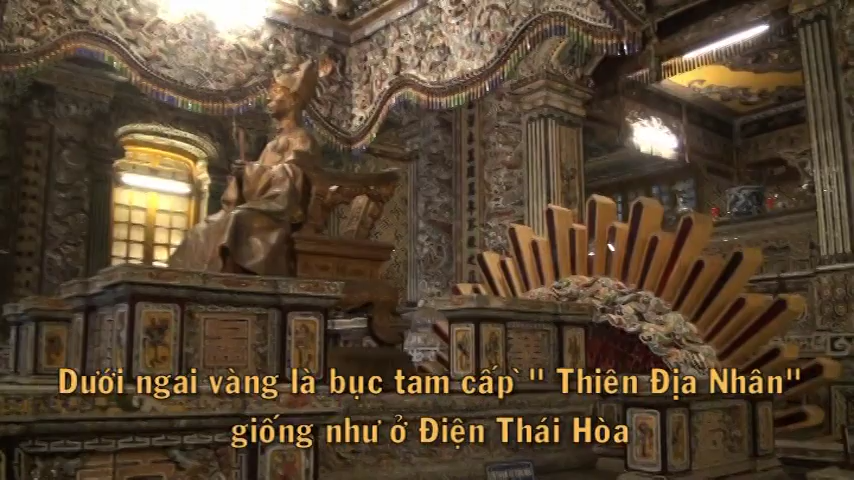 Dưới ngai vàng là bục tam cấp " Thiên Địa Nhân"
giống như ở Điện Thái Hòa